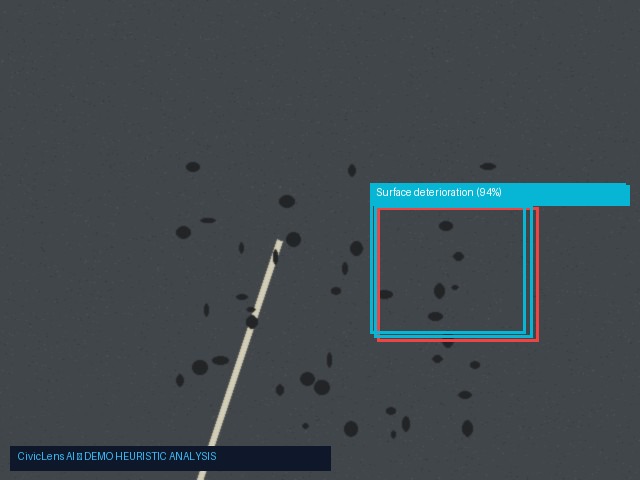 Surface deterioration (94%)
CivicLens AI DEMO HEURISTIC ANALYSIS